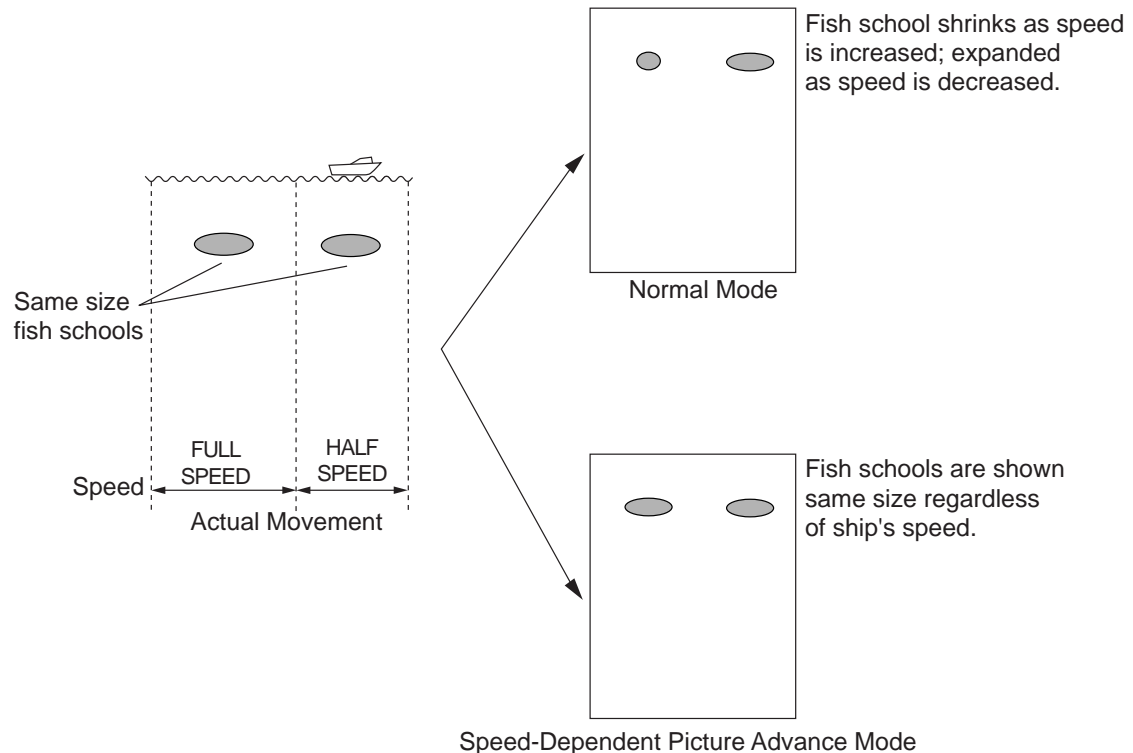 Fish school shrinks as speed
is increased; expanded
as speed is decreased.
Normal Mode
Same size
fish schools
FULL
SPEED
HALF
SPEED
Speed
Actual Movement
Fish schools are shown
same size regardless
of ship's speed.
Speed-Dependent Picture Advance Mode